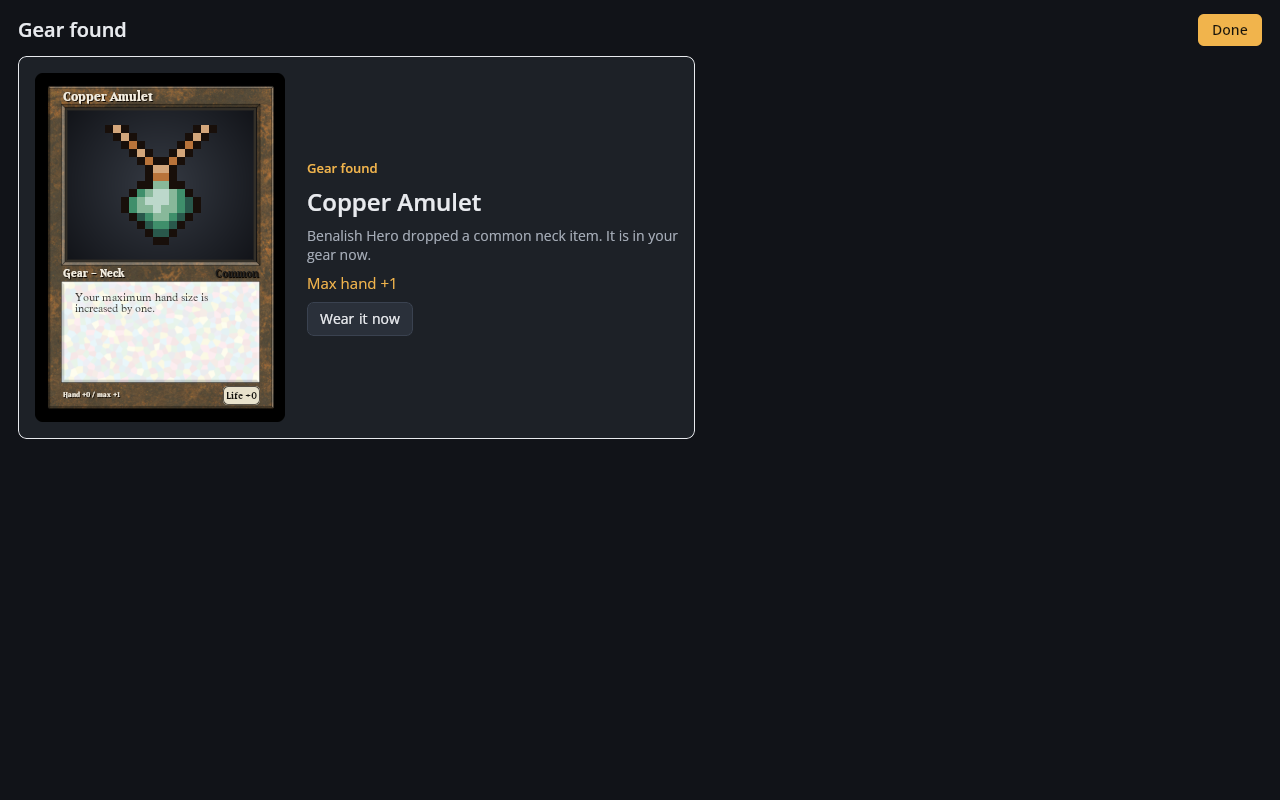 Gear found
Done
Copper Amulet
Gear – Neck
Common
Your maximum hand size is
increased by one.
Hand +0 / max +1
Life +0
Gear found
Copper Amulet
Benalish Hero dropped a common neck item. It is in your
gear now.
Max hand +1
Wear it now